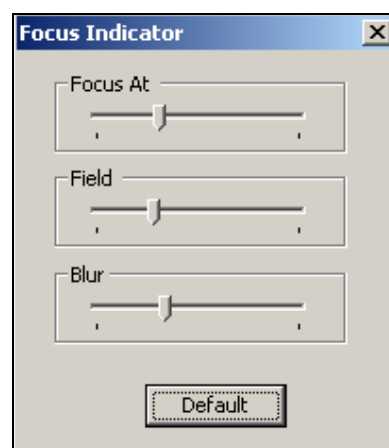 Focus Indicator
Focus At
Field
Blur
Default